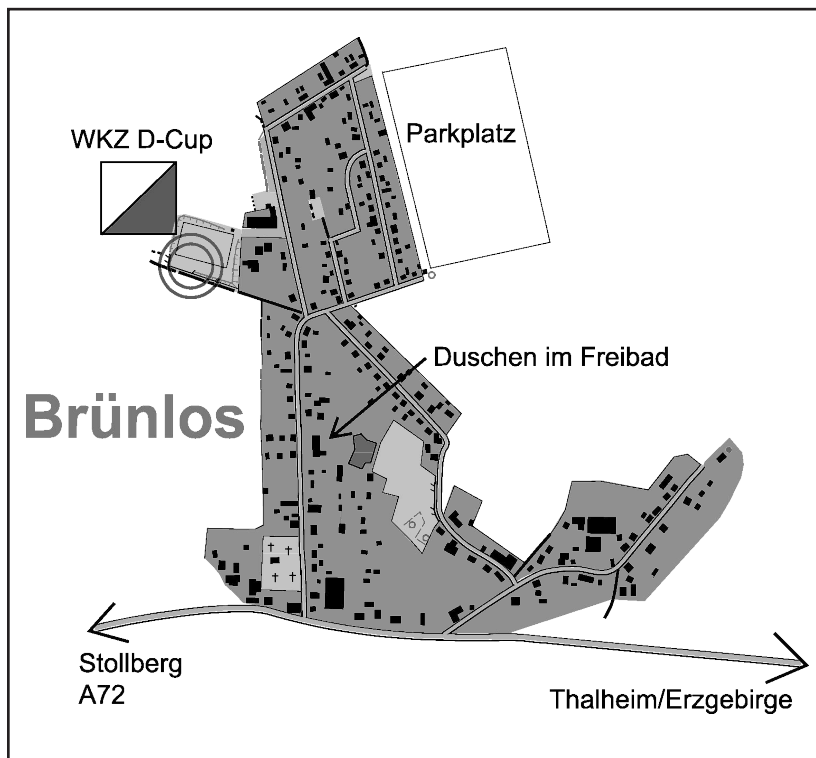 WKZ D-Cup
Parkplatz
Duschen im Freibad
Brünlos
Stollberg
A72
Thalheim/Erzgebirge